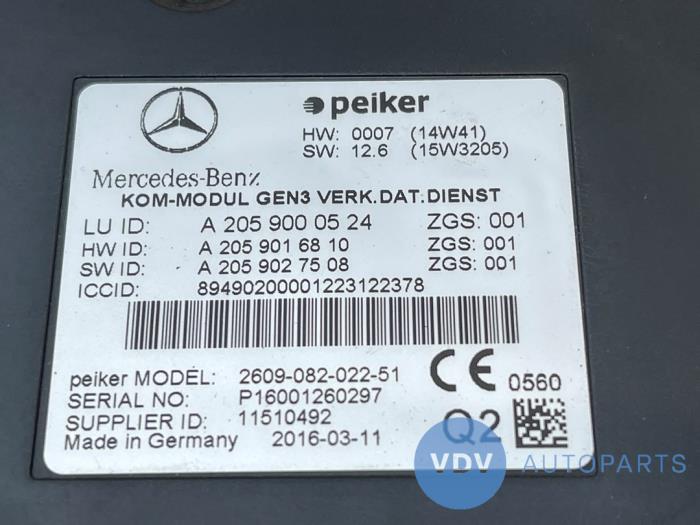 peiker
HW: 0007 (14W41)
SW: 12.6 (15W3205)
Mercedes-Benz
KOM-MODUL GEN3 VERK.DAT.DIENST
LU ID: A 205 900 05 24 ZGS: 001
HW ID: A 205 901 68 10 ZGS: 001
SW ID: A 205 902 75 08 ZGS: 001
ICCID: 89490200001223122378
peiker MODEL: 2609-082-022-51 CE 0560
SERIAL NO: P16001260297
SUPPLIER ID: 11510492 Q2
Made in Germany 2016-03-11
VDV AUTOPARTS